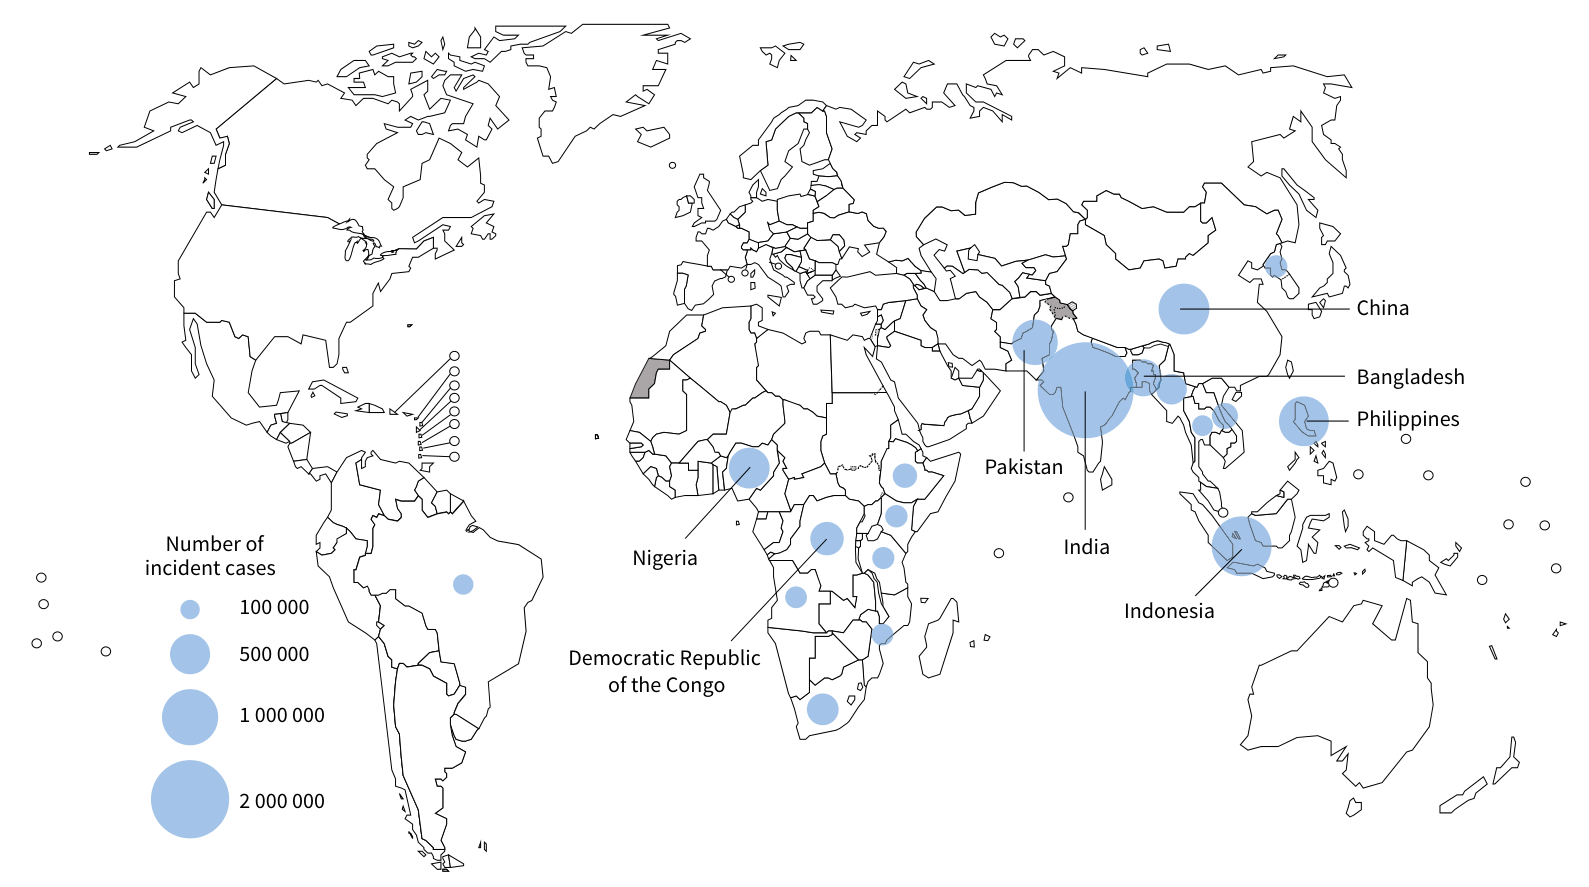 China
Bangladesh
Philippines
Pakistan
India
Nigeria
Indonesia
Democratic Republic
of the Congo
Number of
incident cases
100 000
500 000
1 000 000
2 000 000